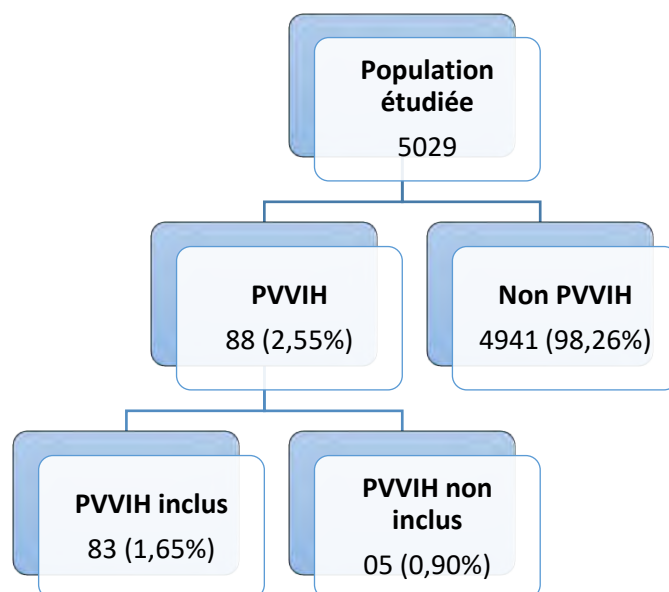 Population
étudiée
5029
PVVIH
88 (2,55%)
Non PVVIH
4941 (98,26%)
PVVIH inclus
83 (1,65%)
PVVIH non
inclus
05 (0,90%)